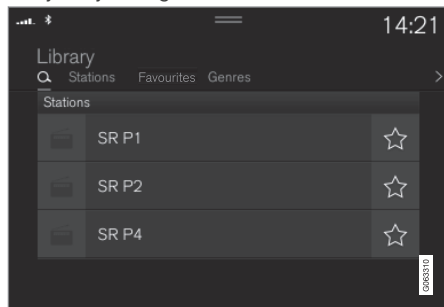 14:21
Library
Stations Favourites Genres
Stations
SR P1
SR P2
SR P4
G063310